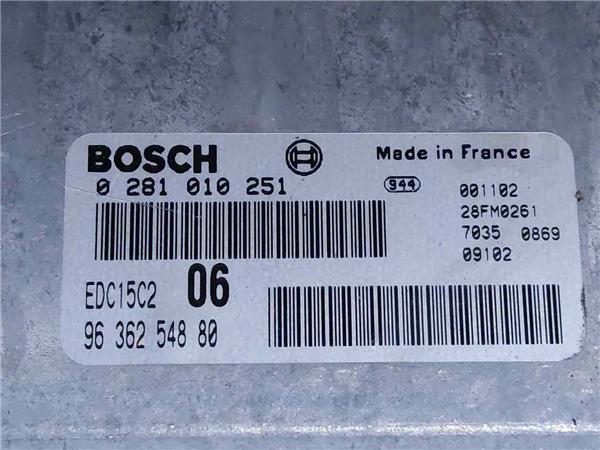 BOSCH
Made in France
0 281 010 251
944
001102
28FM0261
7035 0869
09102
EDC15C2 06
96 362 548 80